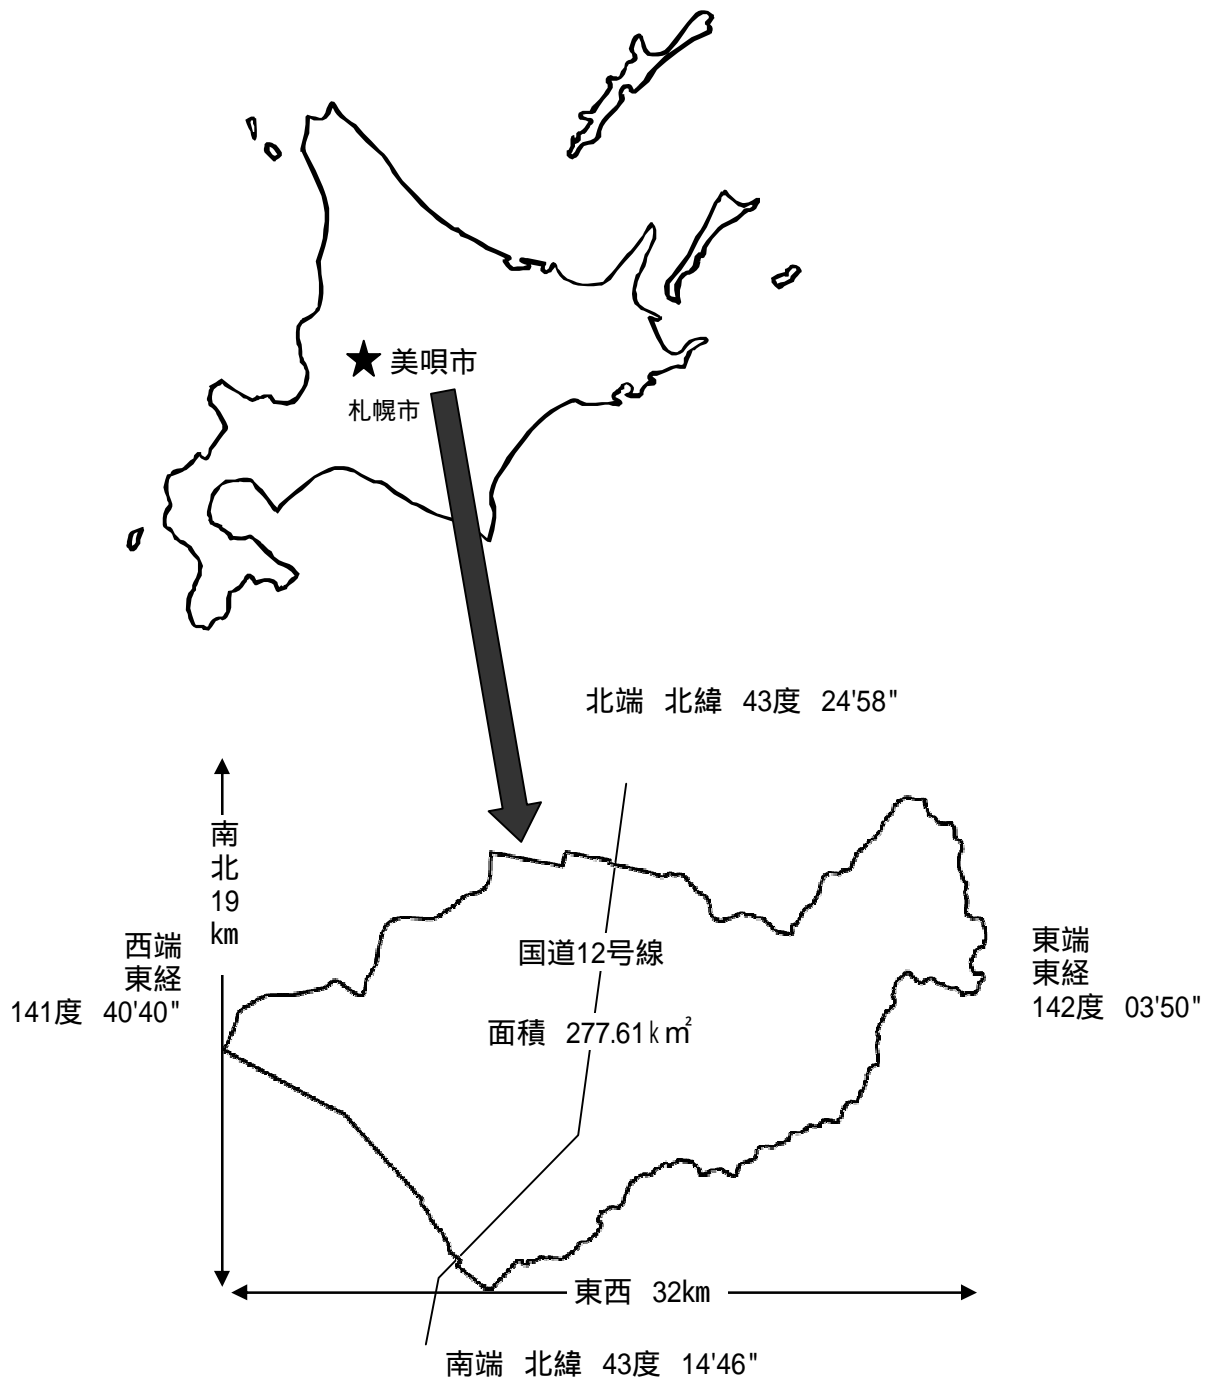 美唄市
札幌市
北端 北緯 43度 24'58"
南
北
19
km
西端
東経
141度 40'40"
国道12号線
東端
東経
142度 03'50"
面積 277.61k㎡
東西 32km
南端 北緯 43度 14'46"